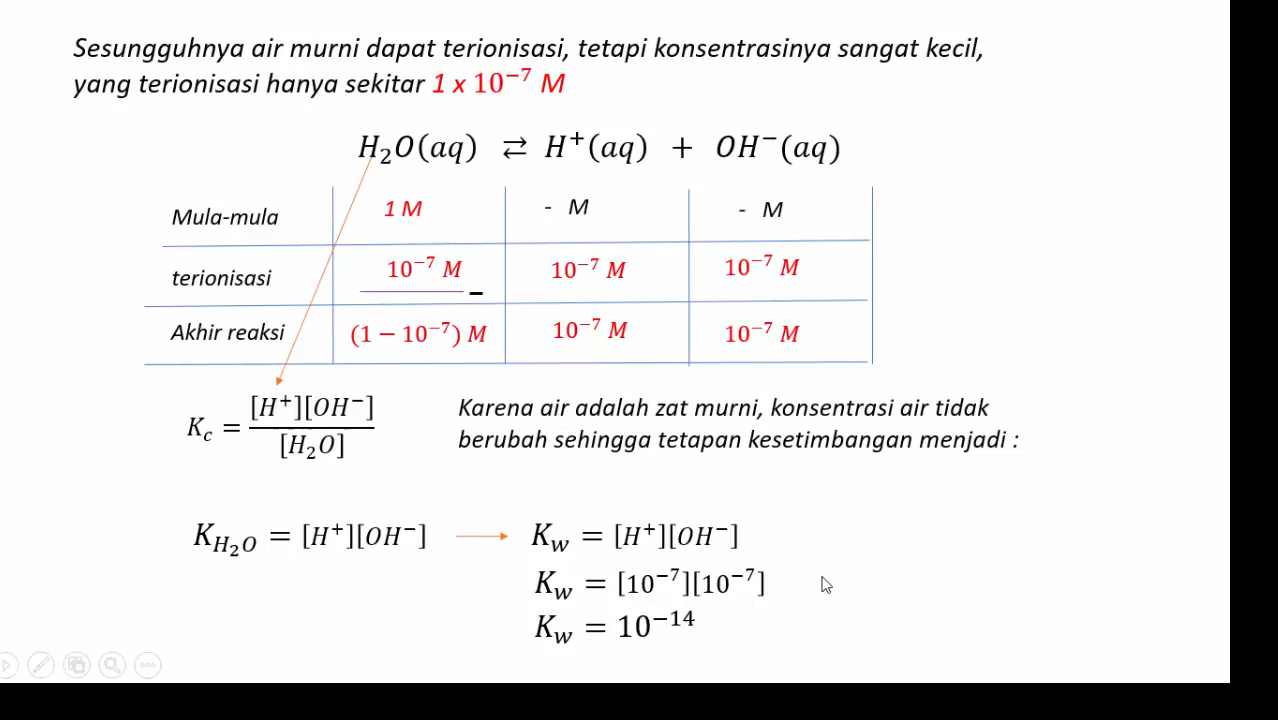 Sesungguhnya air murni dapat terionisasi, tetapi konsentrasinya sangat kecil,
yang terionisasi hanya sekitar 1 x 10⁻⁷ M
H₂O(aq) ⇄ H⁺(aq) + OH⁻(aq)
Mula-mula 1 M - M - M
terionisasi 10⁻⁷ M 10⁻⁷ M 10⁻⁷ M
Akhir reaksi (1 − 10⁻⁷) M 10⁻⁷ M 10⁻⁷ M
K_c = [H⁺][OH⁻] / [H₂O]
Karena air adalah zat murni, konsentrasi air tidak
berubah sehingga tetapan kesetimbangan menjadi :
K_H₂O = [H⁺][OH⁻] → K_w = [H⁺][OH⁻]
K_w = [10⁻⁷][10⁻⁷]
K_w = 10⁻¹⁴